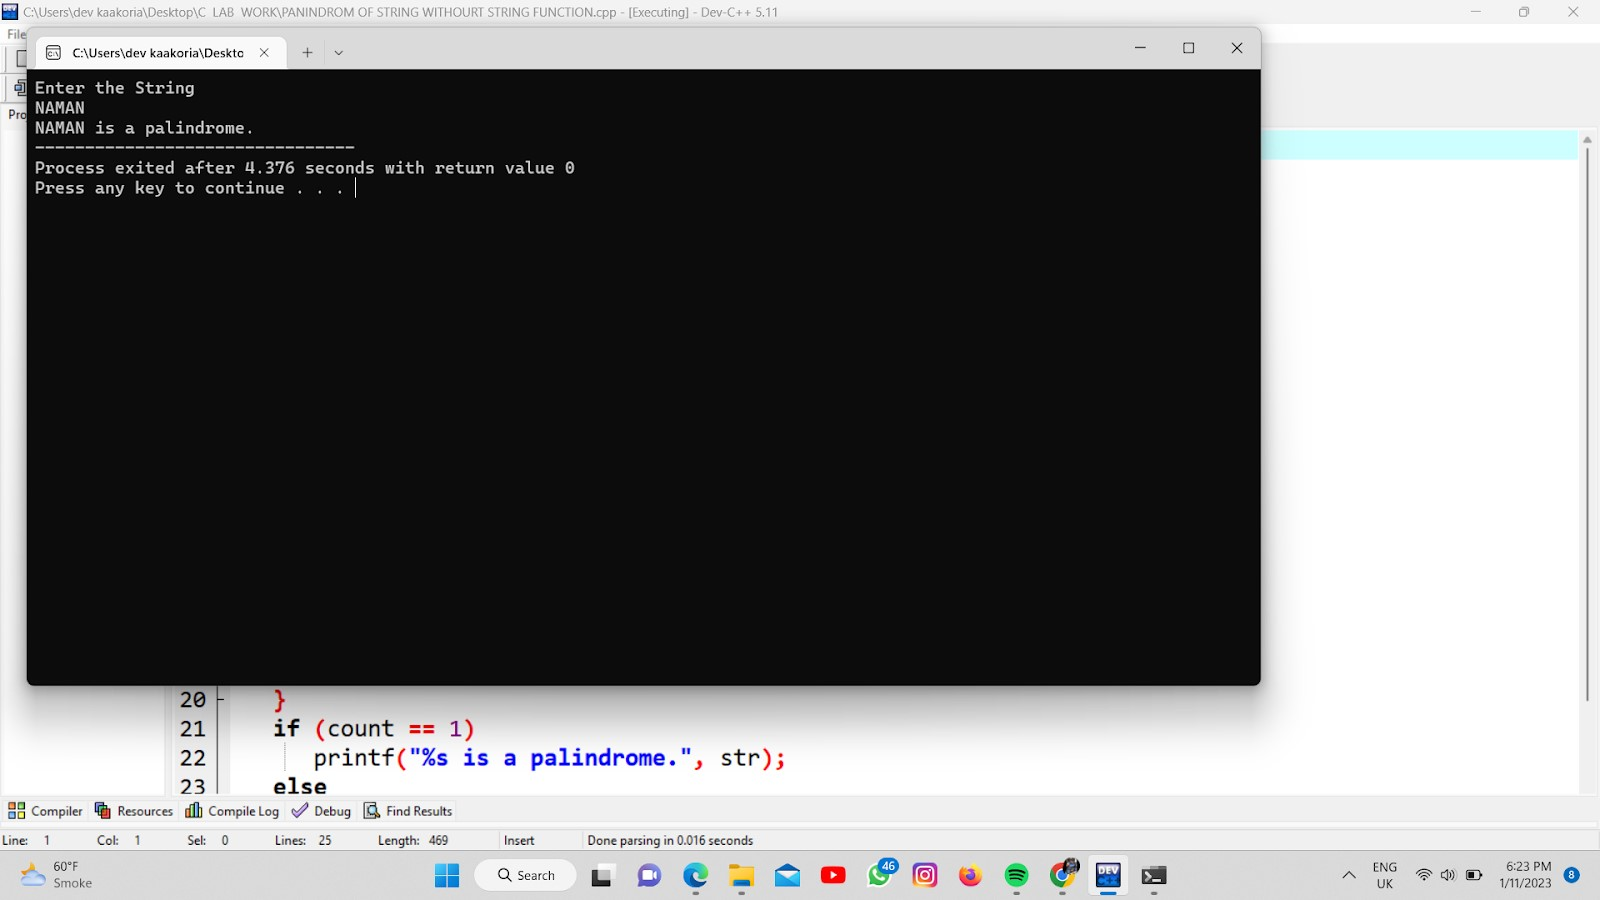 C:\Users\dev kaakoria\Desktop\C  LAB  WORK\PANINDROM OF STRING WITHOURT STRING FUNCTION.cpp - [Executing] - Dev-C++ 5.11
File
C:\Users\dev kaakoria\Deskto
Enter the String
NAMAN
NAMAN is a palindrome.
--------------------------------
Process exited after 4.376 seconds with return value 0
Press any key to continue . . .
Pro
20 }
21 if (count == 1)
22 printf("%s is a palindrome.", str);
23 else
Compiler Resources Compile Log Debug Find Results
Line: 1 Col: 1 Sel: 0 Lines: 25 Length: 469 Insert Done parsing in 0.016 seconds
60°F
Smoke
Search
46
DEV
ENG
UK
6:23 PM
1/11/2023
8